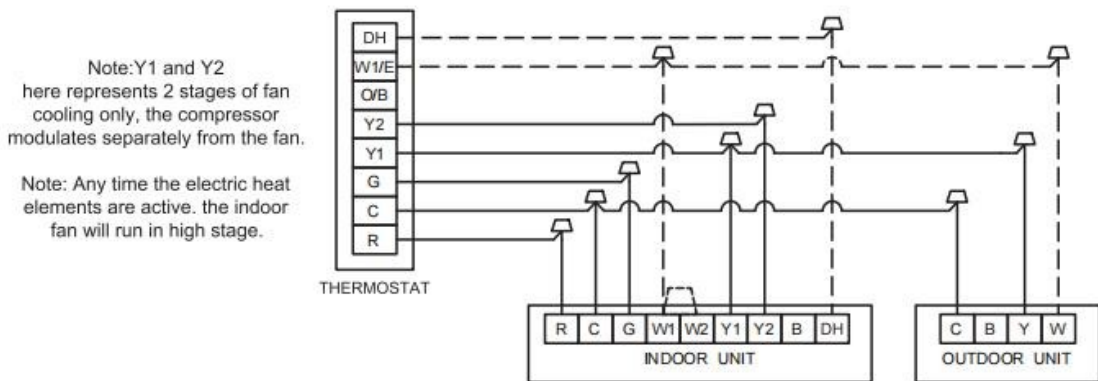 Note:Y1 and Y2
here represents 2 stages of fan
cooling only, the compressor
modulates separately from the fan.
Note: Any time the electric heat
elements are active. the indoor
fan will run in high stage.
DH
W1/E
O/B
Y2
Y1
G
C
R
THERMOSTAT
R C G W1 W2 Y1 Y2 B DH
INDOOR UNIT
C B Y W
OUTDOOR UNIT